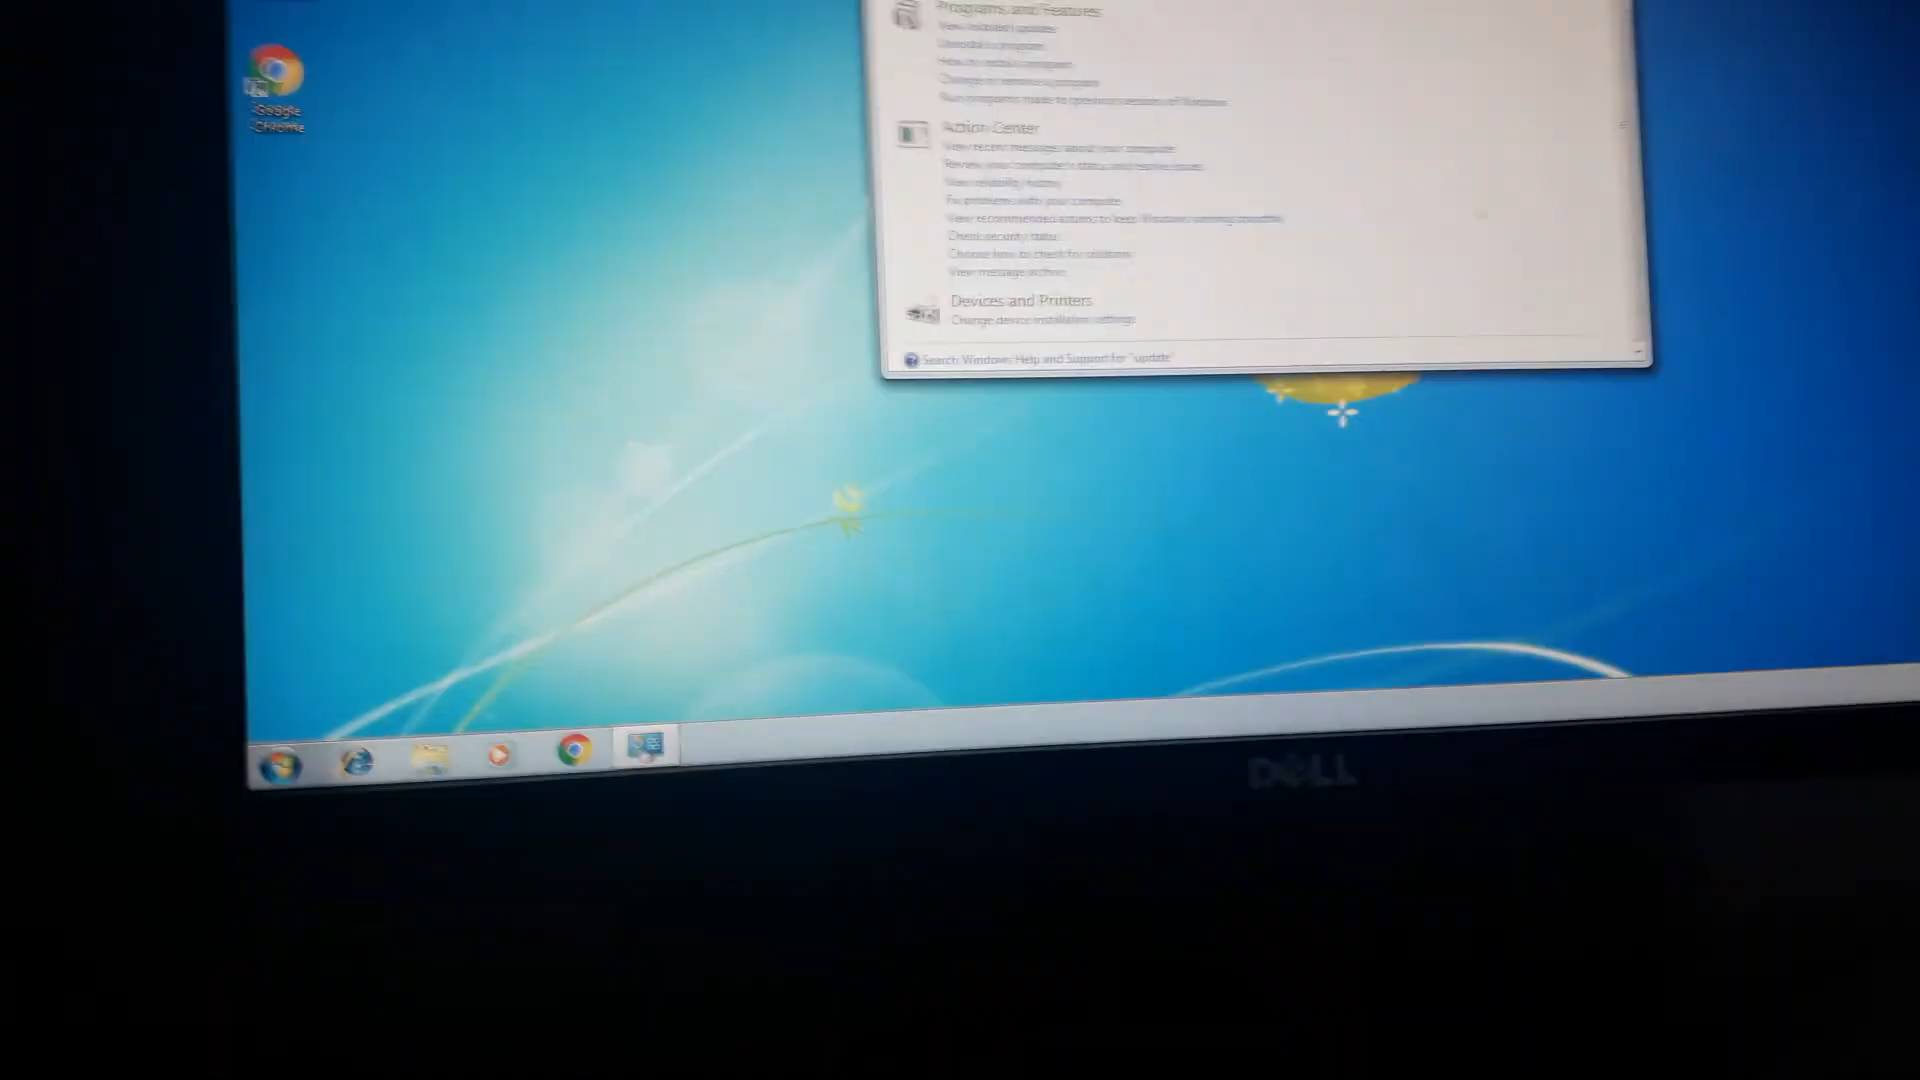 Programs and Features
View installed updates
Uninstall a program
How to install a program
Change or remove a program
Run programs made for previous versions of Windows
Google
Chrome
Action Center
View recent messages about your computer
Review your computer's status and resolve issues
View reliability history
Fix problems with your computer
View recommended actions to keep Windows running smoothly
Check security status
Choose how to check for solutions
View message archive
Devices and Printers
Change device installation settings
Search Windows Help and Support for "update"
DELL